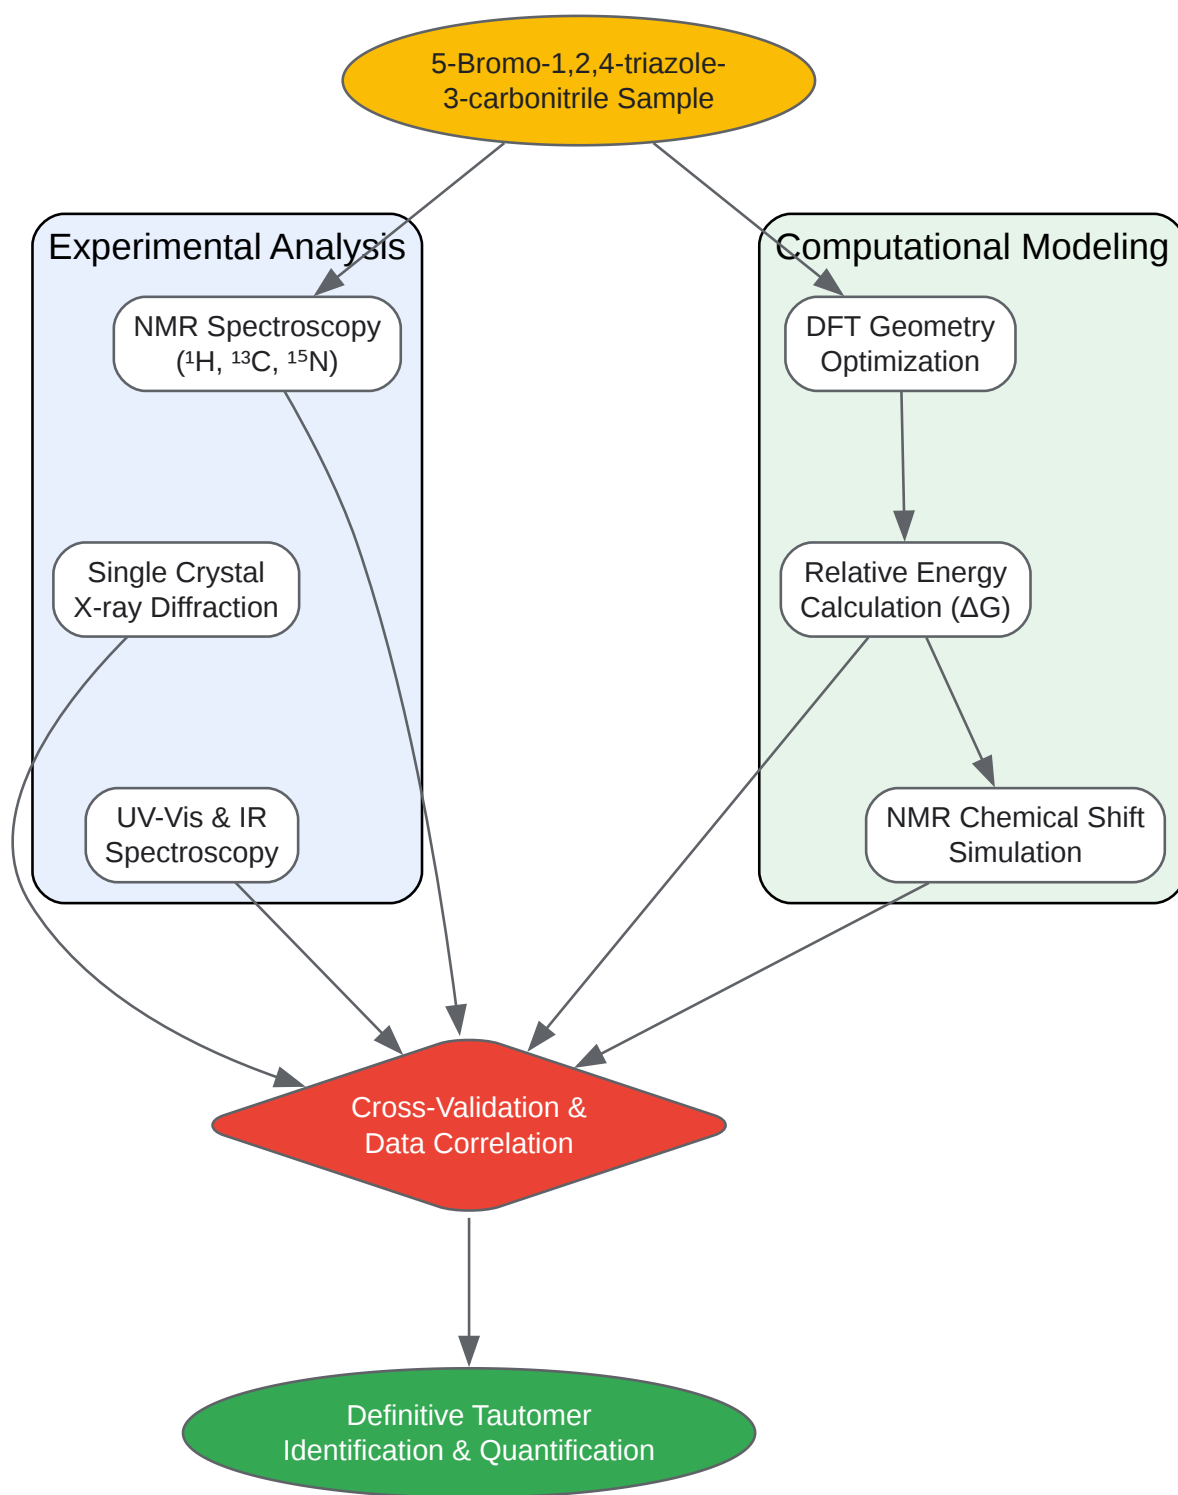 5-Bromo-1,2,4-triazole-
3-carbonitrile Sample
Experimental Analysis
NMR Spectroscopy
(¹H, ¹³C, ¹⁵N)
Single Crystal
X-ray Diffraction
UV-Vis & IR
Spectroscopy
Computational Modeling
DFT Geometry
Optimization
Relative Energy
Calculation (ΔG)
NMR Chemical Shift
Simulation
Cross-Validation &
Data Correlation
Definitive Tautomer
Identification & Quantification